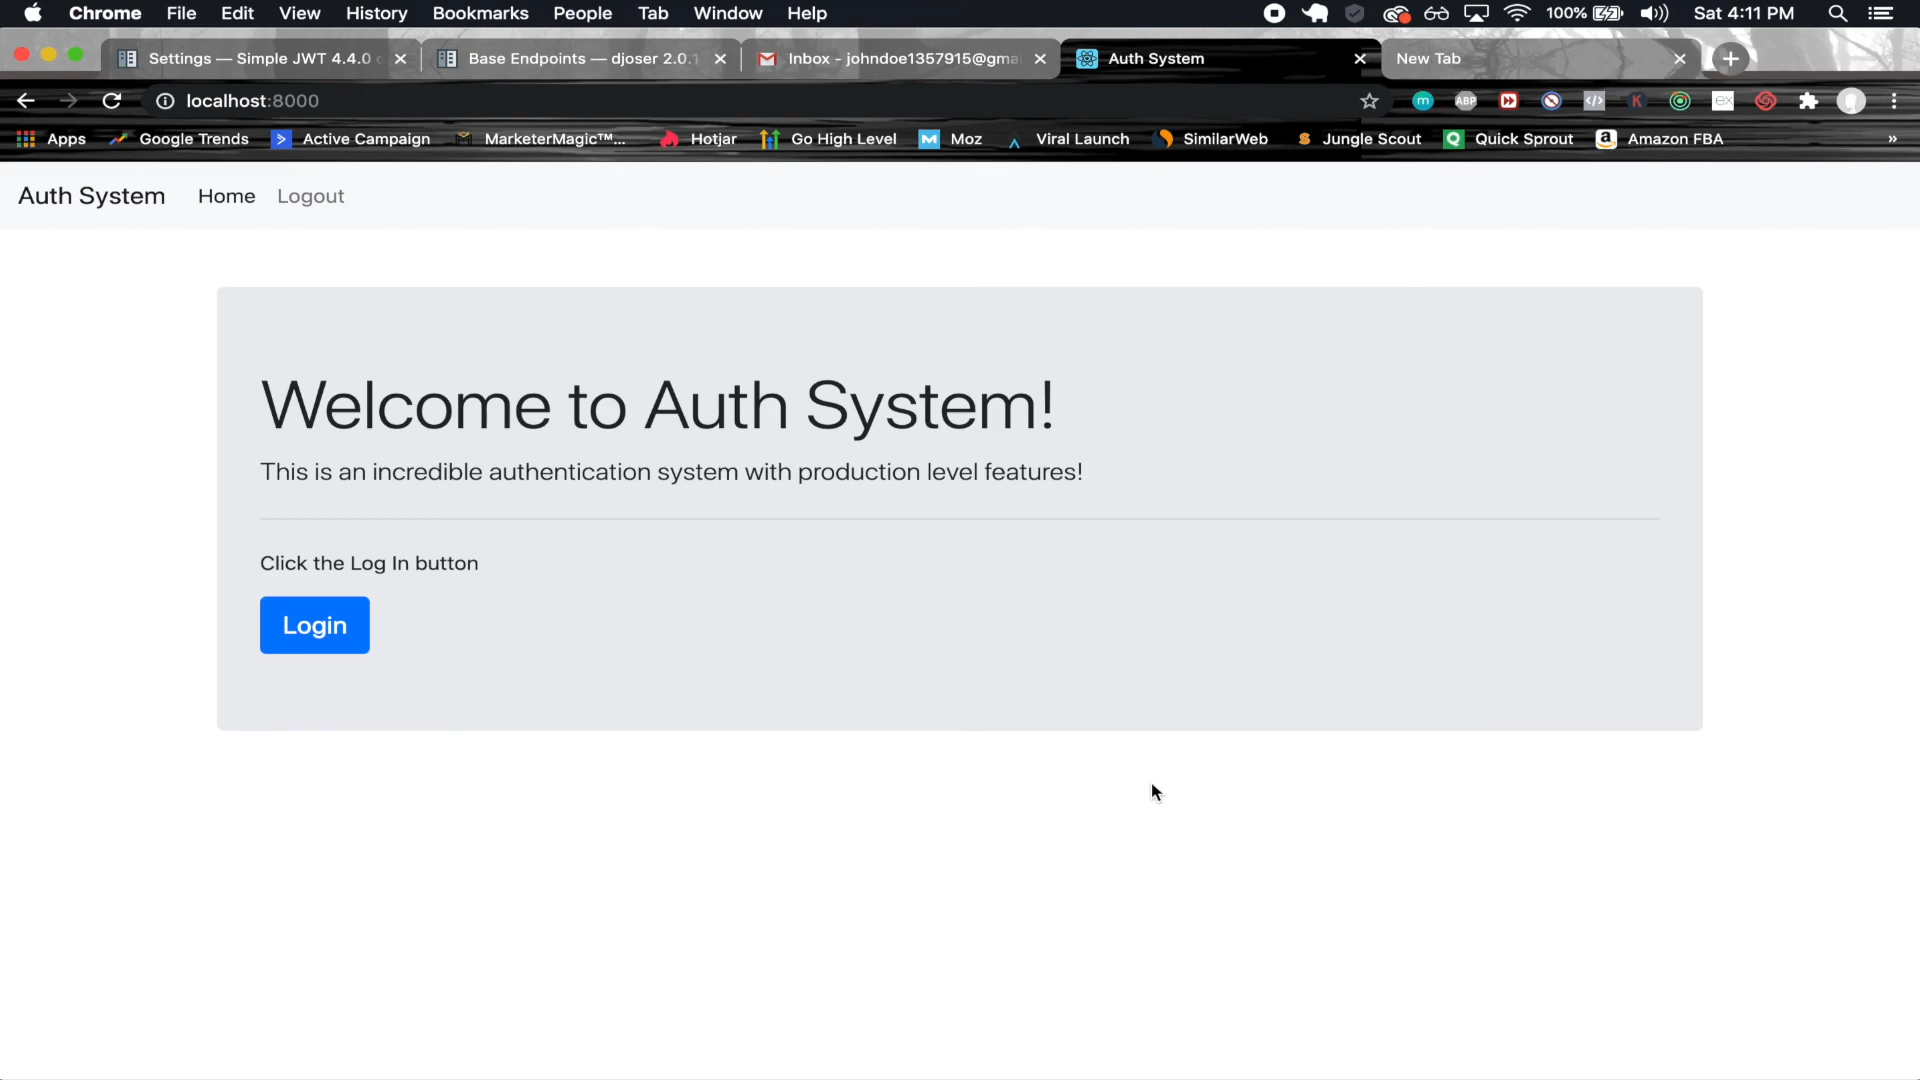 Chrome File Edit View History Bookmarks People Tab Window Help 100% Sat 4:11 PM
Settings — Simple JWT 4.4.0 Base Endpoints — djoser 2.0.1 Inbox - johndoe1357915@gmai Auth System New Tab
localhost:8000 m ABP </> K ex
Apps Google Trends Active Campaign MarketerMagic™... Hotjar Go High Level Moz Viral Launch SimilarWeb Jungle Scout Quick Sprout Amazon FBA »
Auth System Home Logout
Welcome to Auth System!
This is an incredible authentication system with production level features!
Click the Log In button
Login